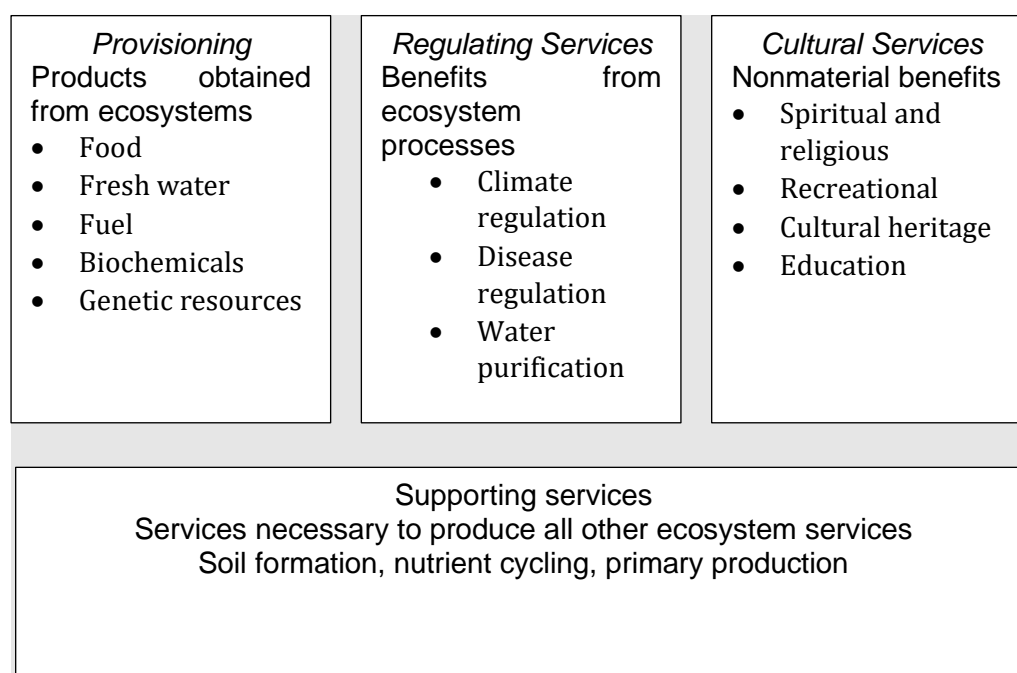 Provisioning
Products obtained
from ecosystems
• Food
• Fresh water
• Fuel
• Biochemicals
• Genetic resources
Regulating Services
Benefits from
ecosystem
processes
• Climate
regulation
• Disease
regulation
• Water
purification
Cultural Services
Nonmaterial benefits
• Spiritual and
religious
• Recreational
• Cultural heritage
• Education
Supporting services
Services necessary to produce all other ecosystem services
Soil formation, nutrient cycling, primary production